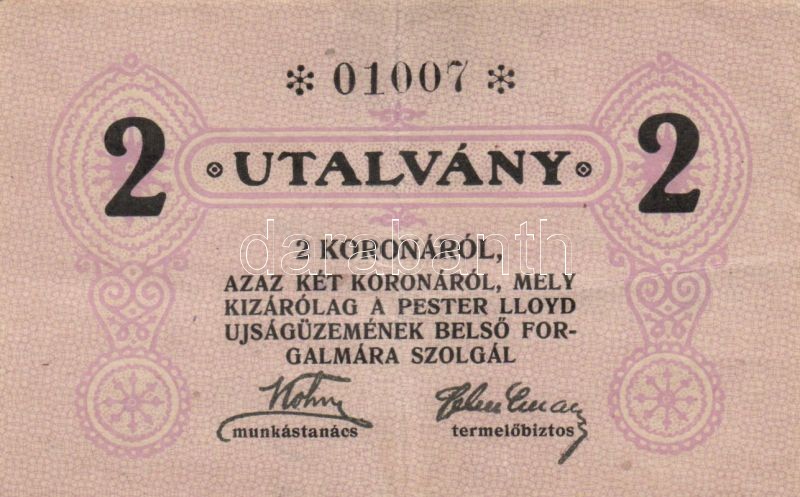 * 01007 *
2 UTALVÁNY 2
2 KORONÁRÓL,
darabanth
AZAZ KÉT KORONÁRÓL, MELY
KIZÁRÓLAG A PESTER LLOYD
UJSÁGÜZEMÉNEK BELSŐ FOR-
GALMÁRA SZOLGÁL
munkástanács termelőbiztos